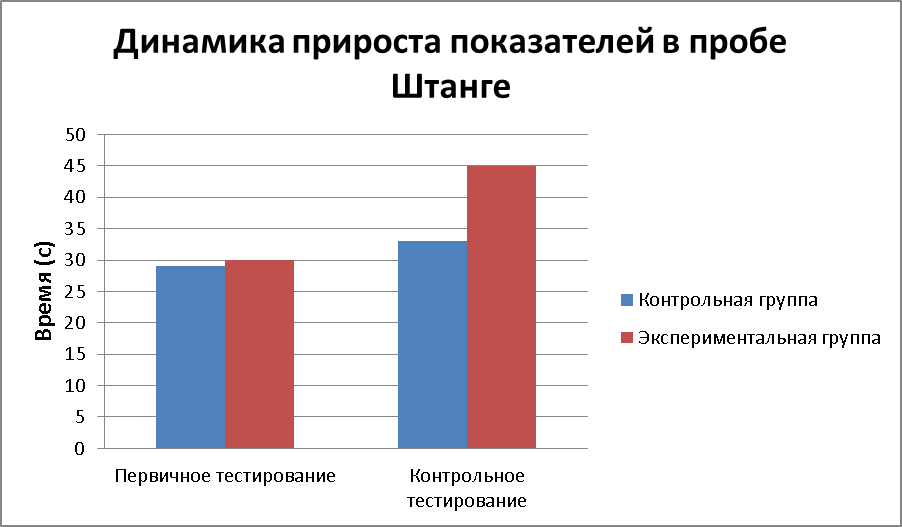 Динамика прироста показателей в пробе
Штанге
50
45
40
35
30
25
20
15
10
5
0
Время (с)
Первичное тестирование
Контрольное
тестирование
Контрольная группа
Экспериментальная группа